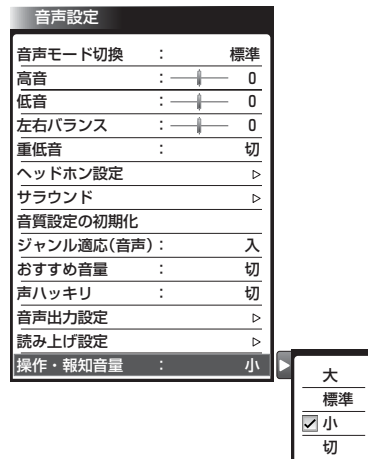 音声設定
音声モード切換 : 標準
高音 : 0
低音 : 0
左右バランス : 0
重低音 : 切
ヘッドホン設定
サラウンド
音質設定の初期化
ジャンル適応(音声) : 入
おすすめ音量 : 切
声ハッキリ : 切
音声出力設定
読み上げ設定
操作・報知音量 : 小
大
標準
小
切